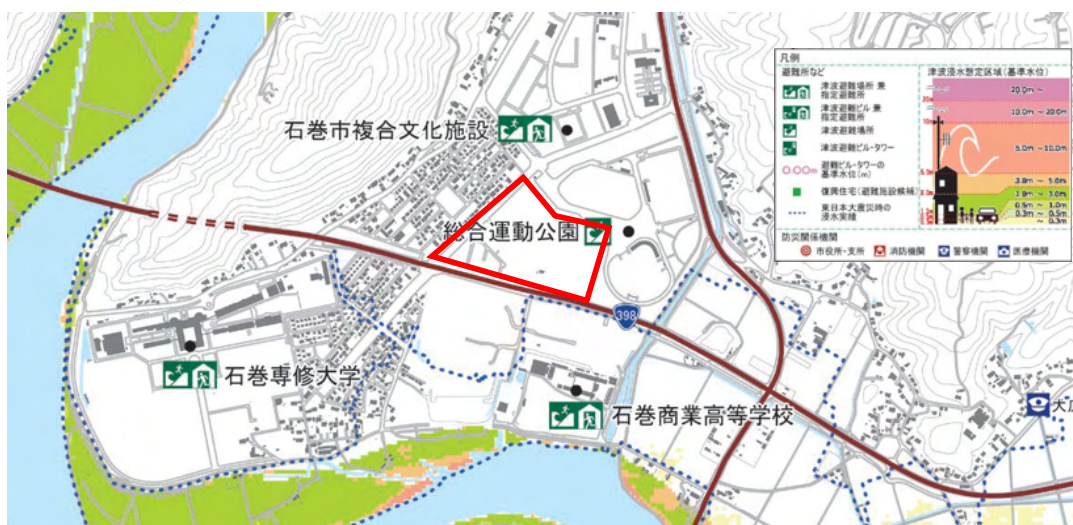 石巻市複合文化施設
総合運動公園
398
石巻専修大学
石巻商業高等学校
犬
凡例
避難所など
津波避難場所 兼
指定避難所
津波避難ビル 兼
指定避難所
津波避難場所
津波避難ビル・タワー
〇.〇〇m
避難ビル・タワーの
基準水位(m)
復興住宅(避難施設候補)
東日本大震災時の
浸水実績
津波浸水想定区域(基準水位)
20.0m ~
10.0m ~ 20.0m
5.0m ~10.0m
3.0m ~ 5.0m
0.5m ~ 1.0m
0.3m ~ 0.5m
~ 0.3m
防災関係機関
市役所・支所
消防機関
警察機関
医療機関